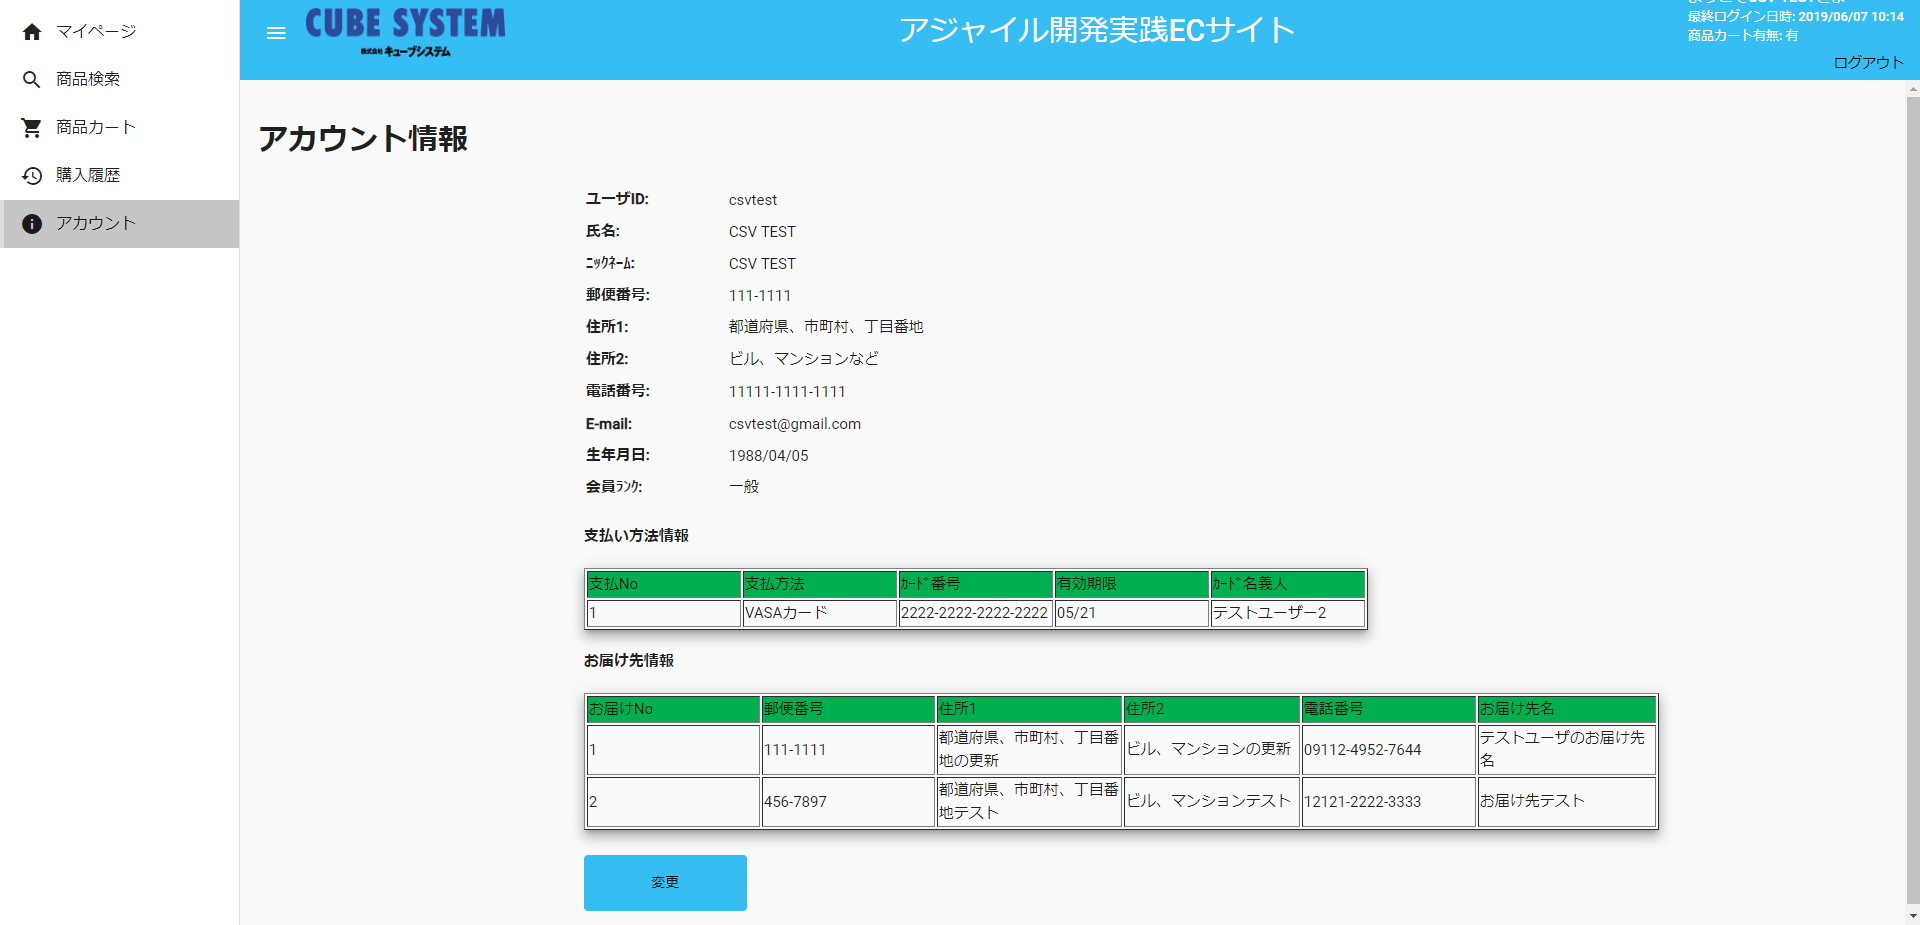 マイページ
商品検索
商品カート
購入履歴
アカウント
CUBE SYSTEM
株式会社 キューブシステム
アジャイル開発実践ECサイト
最終ログイン日時: 2019/06/07 10:14
商品カート有無: 有
ログアウト
アカウント情報
ユーザID: csvtest
氏名: CSV TEST
ﾆｯｸﾈｰﾑ: CSV TEST
郵便番号: 111-1111
住所1: 都道府県、市町村、丁目番地
住所2: ビル、マンションなど
電話番号: 11111-1111-1111
E-mail: csvtest@gmail.com
生年月日: 1988/04/05
会員ﾗﾝｸ: 一般
支払い方法情報
支払No 支払方法 ｶｰﾄﾞ番号 有効期限 ｶｰﾄﾞ名義人
1 VASAカード 2222-2222-2222-2222 05/21 テストユーザー2
お届け先情報
お届けNo 郵便番号 住所1 住所2 電話番号 お届け先名
1 111-1111 都道府県、市町村、丁目番地の更新 ビル、マンションの更新 09112-4952-7644 テストユーザのお届け先名
2 456-7897 都道府県、市町村、丁目番地テスト ビル、マンションテスト 12121-2222-3333 お届け先テスト
変更